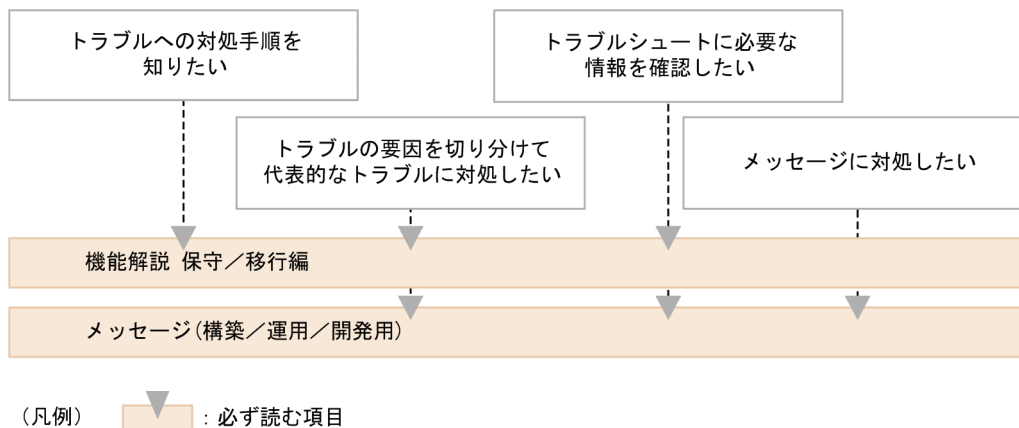 トラブルへの対処手順を
知りたい
トラブルシュートに必要な
情報を確認したい
トラブルの要因を切り分けて
代表的なトラブルに対処したい
メッセージに対処したい
機能解説 保守／移行編
メッセージ(構築／運用／開発用)
（凡例） ：必ず読む項目